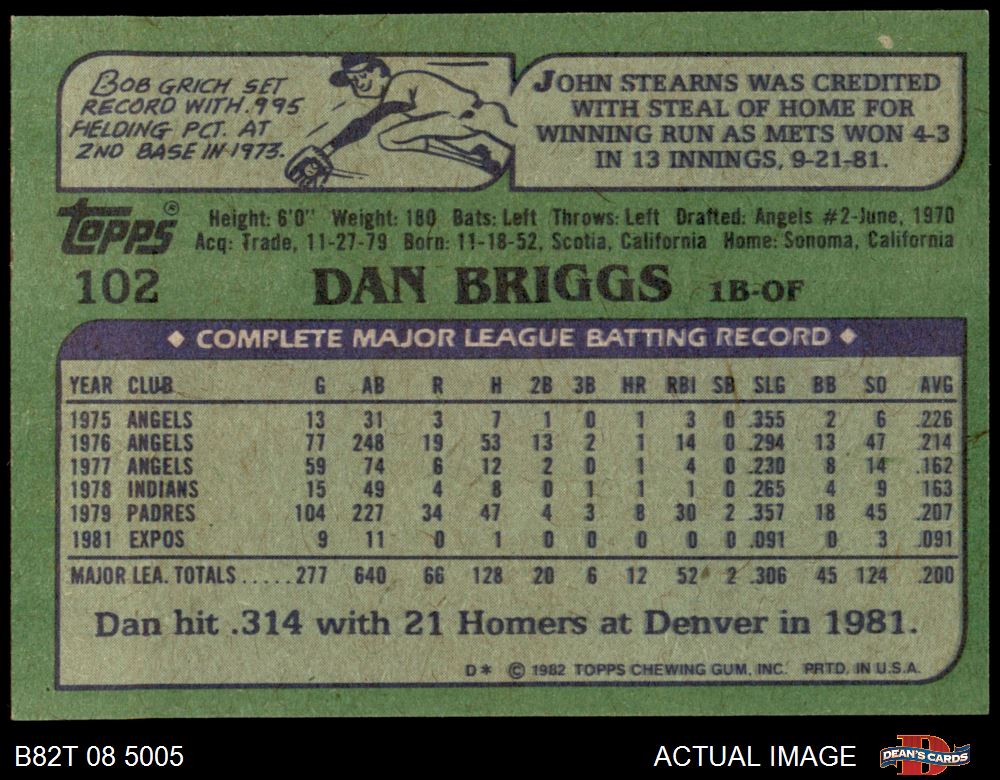 BOB GRICH SET
RECORD WITH .995
FIELDING PCT. AT
2ND BASE IN 1973.
JOHN STEARNS WAS CREDITED
WITH STEAL OF HOME FOR
WINNING RUN AS METS WON 4-3
IN 13 INNINGS, 9-21-81.
topps®
Height: 6'0" Weight: 180 Bats: Left Throws: Left Drafted: Angels #2-June, 1970
Acq: Trade, 11-27-79 Born: 11-18-52, Scotia, California Home: Sonoma, California
102 DAN BRIGGS 1B-OF
◆ COMPLETE MAJOR LEAGUE BATTING RECORD ◆
YEAR CLUB G AB R H 2B 3B HR RBI SB SLG BB SO AVG
1975 ANGELS 13 31 3 7 1 0 1 3 0 .355 2 6 .226
1976 ANGELS 77 248 19 53 13 2 1 14 0 .294 13 47 .214
1977 ANGELS 59 74 6 12 2 0 1 4 0 .230 8 14 .162
1978 INDIANS 15 49 4 8 0 1 1 1 0 .265 4 9 .163
1979 PADRES 104 227 34 47 4 3 8 30 2 .357 18 45 .207
1981 EXPOS 9 11 0 1 0 0 0 0 0 .091 0 3 .091
MAJOR LEA. TOTALS.....277 640 66 128 20 6 12 52 2 .306 45 124 .200
Dan hit .314 with 21 Homers at Denver in 1981.
D* © 1982 TOPPS CHEWING GUM, INC. PRTD. IN U.S.A.
B82T 08 5005
ACTUAL IMAGE
DEAN'S CARDS